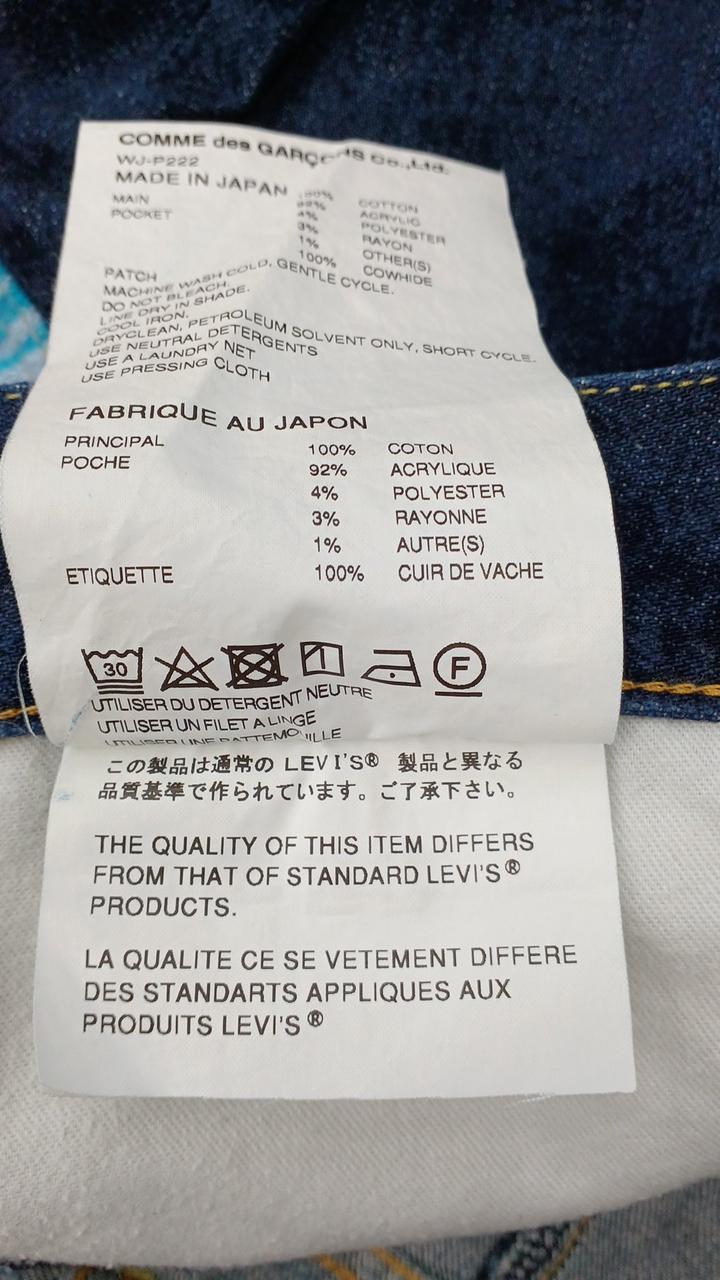 COMME des GARÇONS Co.,Ltd.
WJ-P222
MADE IN JAPAN
MAIN 100% COTTON
POCKET 92% ACRYLIC
4% POLYESTER
3% RAYON
1% OTHER(S)
PATCH 100% COWHIDE
MACHINE WASH COLD, GENTLE CYCLE.
DO NOT BLEACH.
LINE DRY IN SHADE.
COOL IRON.
DRYCLEAN, PETROLEUM SOLVENT ONLY, SHORT CYCLE.
USE NEUTRAL DETERGENTS
USE A LAUNDRY NET
USE PRESSING CLOTH
FABRIQUE AU JAPON
PRINCIPAL 100% COTON
POCHE 92% ACRYLIQUE
4% POLYESTER
3% RAYONNE
1% AUTRE(S)
ETIQUETTE 100% CUIR DE VACHE
30 F
UTILISER DU DETERGENT NEUTRE
UTILISER UN FILET A LINGE
UTILISER UNE PATTEMOUILLE
この製品は通常の LEVI'S® 製品と異なる
品質基準で作られています。ご了承下さい。
THE QUALITY OF THIS ITEM DIFFERS
FROM THAT OF STANDARD LEVI'S®
PRODUCTS.
LA QUALITE CE SE VETEMENT DIFFERE
DES STANDARTS APPLIQUES AUX
PRODUITS LEVI'S®